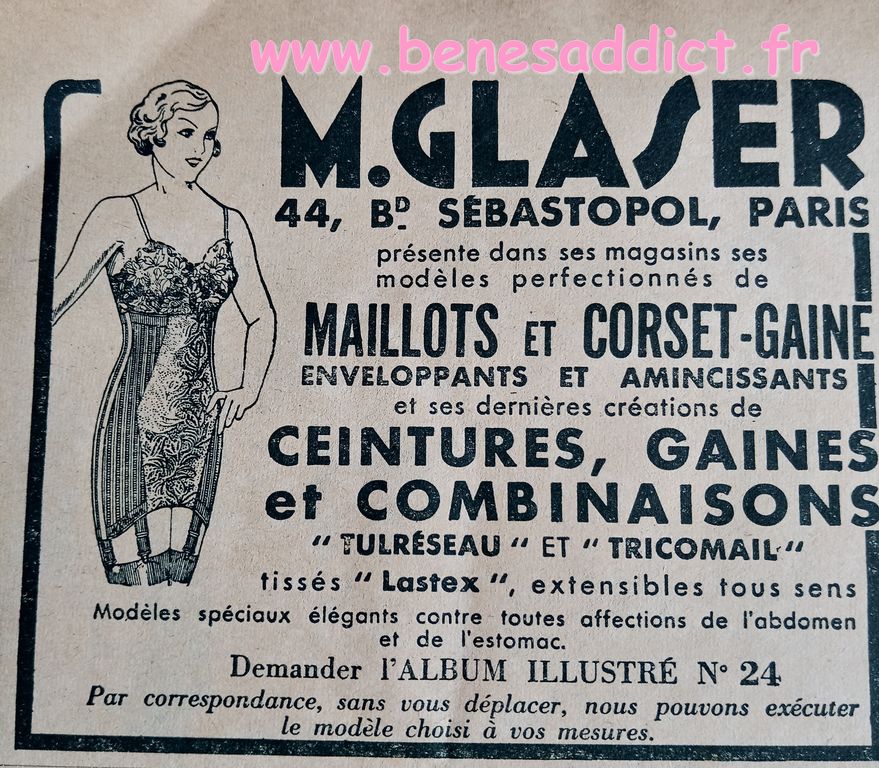 www.benesaddict.fr
M.GLASER
44, BD SÉBASTOPOL, PARIS
présente dans ses magasins ses
modèles perfectionnés de
MAILLOTS ET CORSET-GAINE
ENVELOPPANTS ET AMINCISSANTS
et ses dernières créations de
CEINTURES, GAINES
et COMBINAISONS
"TULRÉSEAU" ET "TRICOMAIL"
tissés "Lastex", extensibles tous sens
Modèles spéciaux élégants contre toutes affections de l'abdomen
et de l'estomac.
Demander l'ALBUM ILLUSTRÉ N° 24
Par correspondance, sans vous déplacer, nous pouvons exécuter
le modèle choisi à vos mesures.